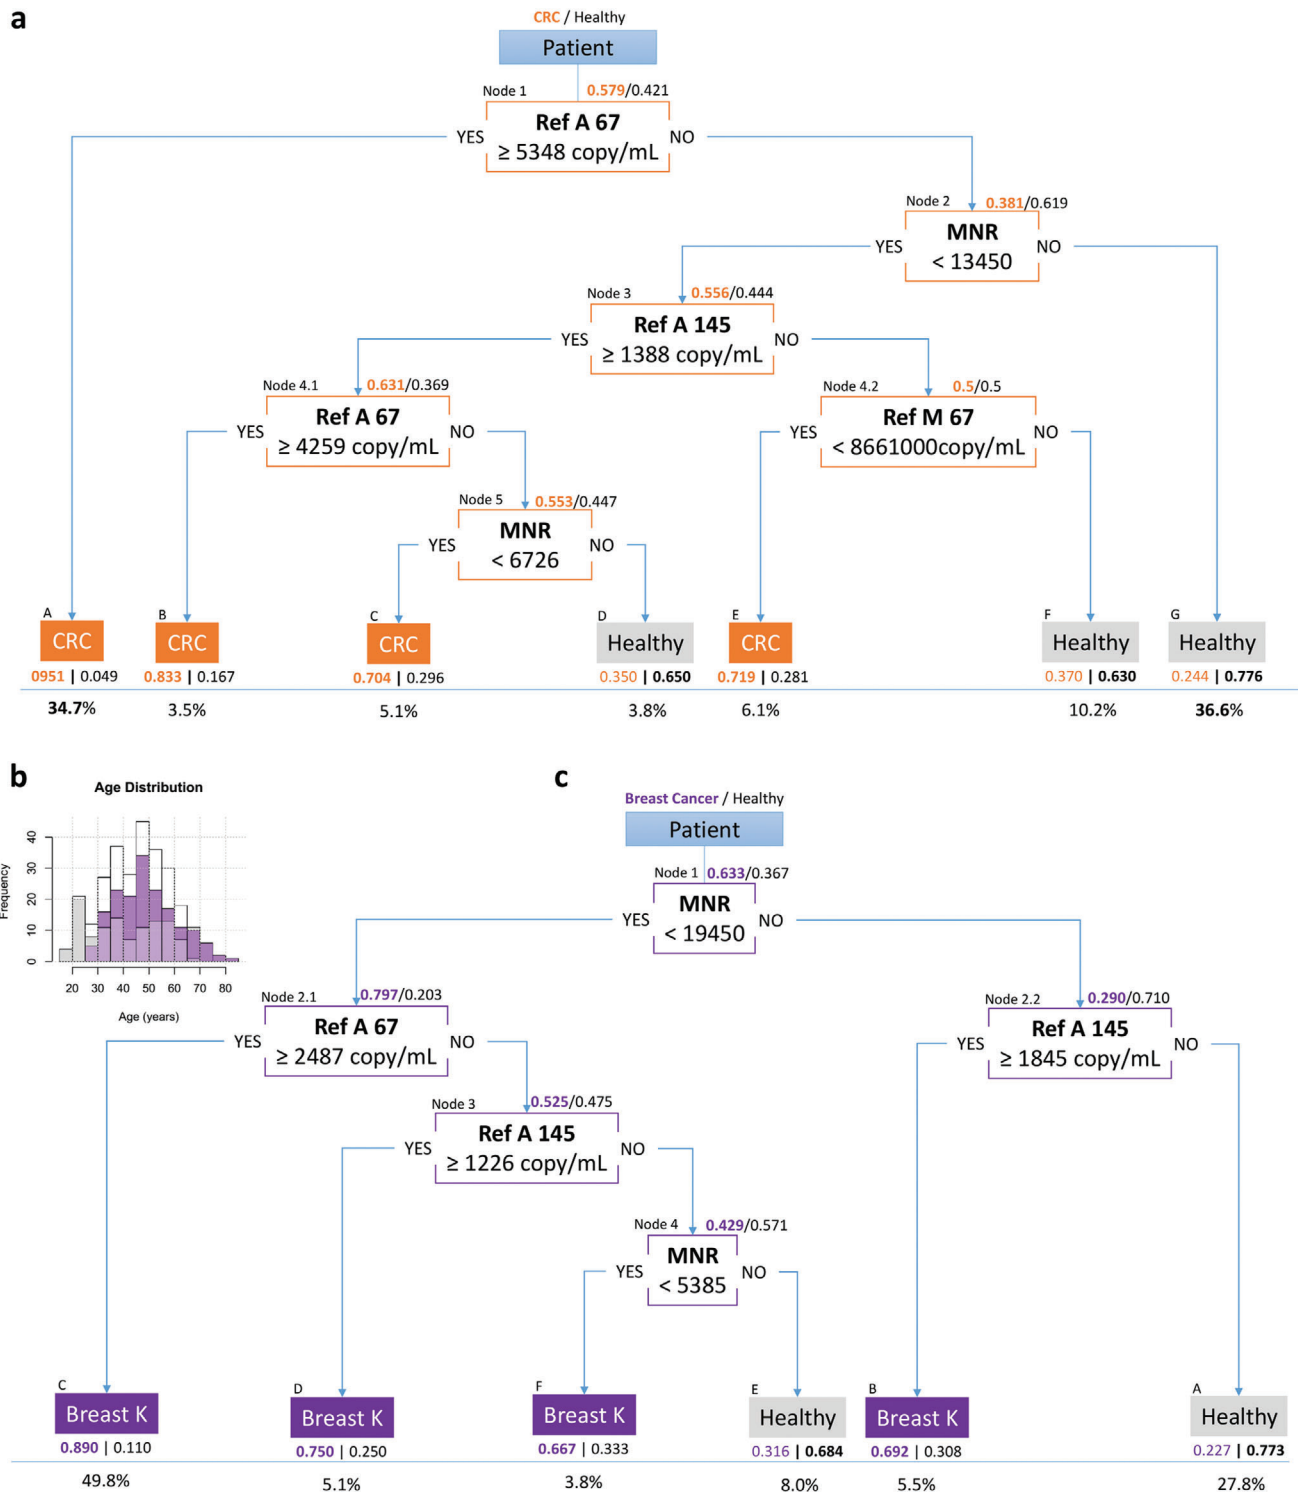 a
CRC / Healthy
Patient
Node 1
0.579/0.421
YES
Ref A 67
NO
≥ 5348 copy/mL
Node 2
0.381/0.619
YES
MNR
NO
< 13450
Node 3
0.556/0.444
YES
Ref A 145
NO
≥ 1388 copy/mL
Node 4.1
0.631/0.369
YES
Ref A 67
NO
≥ 4259 copy/mL
Node 4.2
0.5/0.5
YES
Ref M 67
NO
< 8661000copy/mL
Node 5
0.553/0.447
YES
MNR
NO
< 6726
A
CRC
0951 | 0.049
34.7%
B
CRC
0.833 | 0.167
3.5%
C
CRC
0.704 | 0.296
5.1%
D
Healthy
0.350 | 0.650
3.8%
E
CRC
0.719 | 0.281
6.1%
F
Healthy
0.370 | 0.630
10.2%
G
Healthy
0.244 | 0.776
36.6%
b
Age Distribution
Frequency
40
30
20
10
0
20 30 40 50 60 70 80
Age (years)
c
Breast Cancer / Healthy
Patient
Node 1
0.633/0.367
YES
MNR
NO
< 19450
Node 2.1
0.797/0.203
YES
Ref A 67
NO
≥ 2487 copy/mL
Node 2.2
0.290/0.710
YES
Ref A 145
NO
≥ 1845 copy/mL
Node 3
0.525/0.475
YES
Ref A 145
NO
≥ 1226 copy/mL
Node 4
0.429/0.571
YES
MNR
NO
< 5385
C
Breast K
0.890 | 0.110
49.8%
D
Breast K
0.750 | 0.250
5.1%
F
Breast K
0.667 | 0.333
3.8%
E
Healthy
0.316 | 0.684
8.0%
B
Breast K
0.692 | 0.308
5.5%
A
Healthy
0.227 | 0.773
27.8%